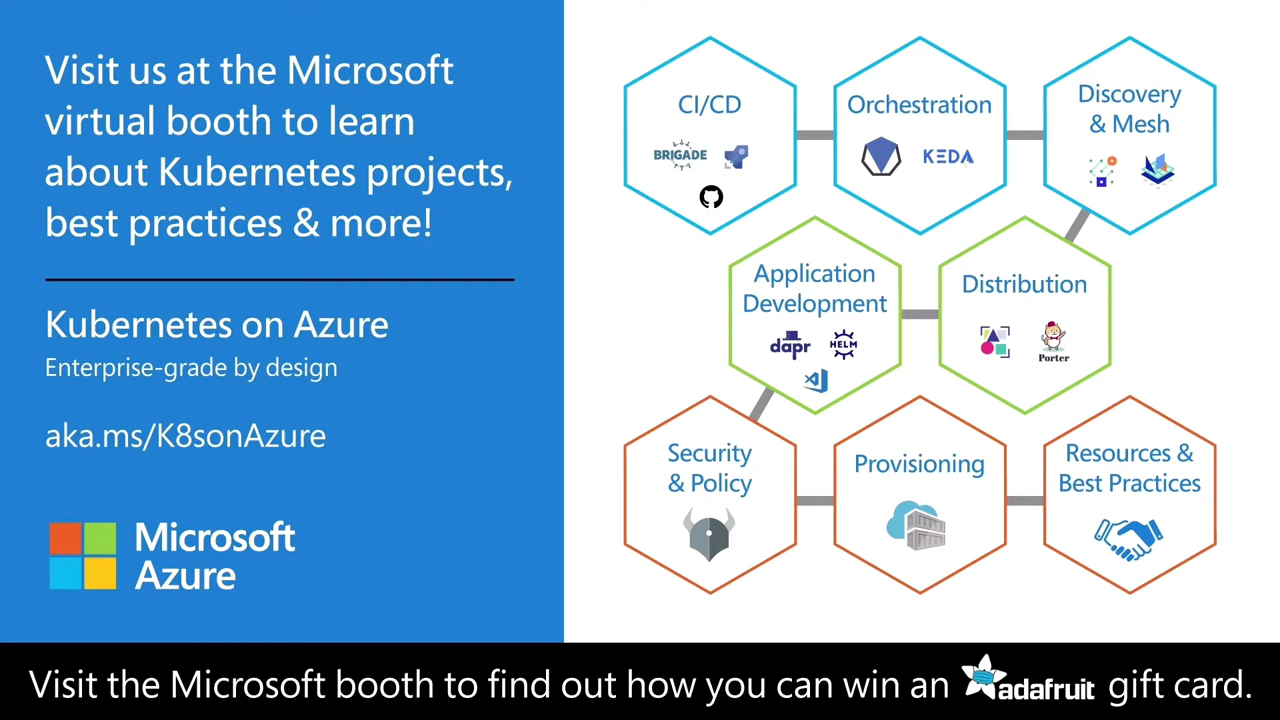 Visit us at the Microsoft
virtual booth to learn
about Kubernetes projects,
best practices & more!
Kubernetes on Azure
Enterprise-grade by design
aka.ms/K8sonAzure
Microsoft
Azure
CI/CD
BRIGADE
Orchestration
KEDA
Discovery
& Mesh
Application
Development
dapr
HELM
Distribution
Porter
Security
& Policy
Provisioning
Resources &
Best Practices
Visit the Microsoft booth to find out how you can win an adafruit gift card.